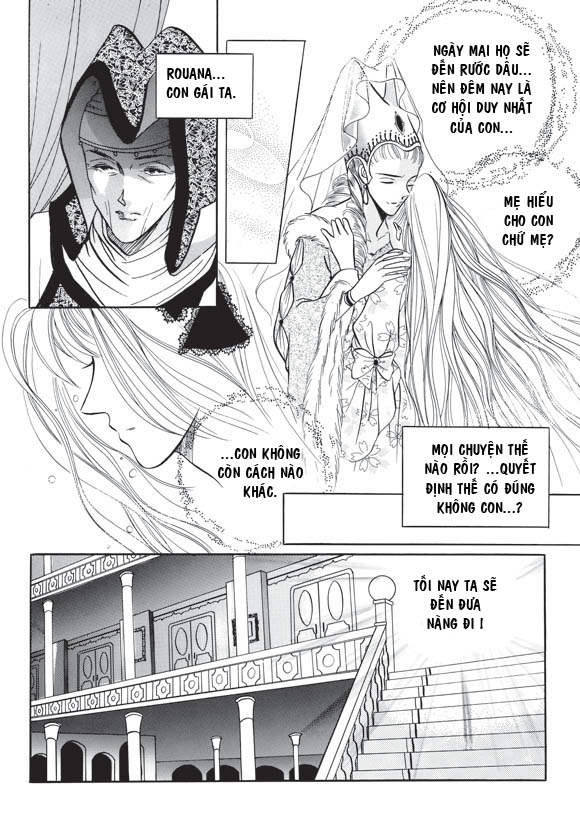 ROUANA...
CON GÁI TA.
NGÀY MAI HỌ SẼ
ĐẾN RƯỚC DÂU...
NÊN ĐÊM NAY LÀ
CƠ HỘI DUY NHẤT
CỦA CON...
MẸ HIỂU
CHO CON
CHỨ MẸ?
...CON KHÔNG
CÒN CÁCH NÀO
KHÁC.
MỌI CHUYỆN THẾ
NÀO RỒI? ...QUYẾT
ĐỊNH THẾ CÓ ĐÚNG
KHÔNG CON...?
TỐI NAY TA SẼ
ĐẾN ĐƯA
NÀNG ĐI !